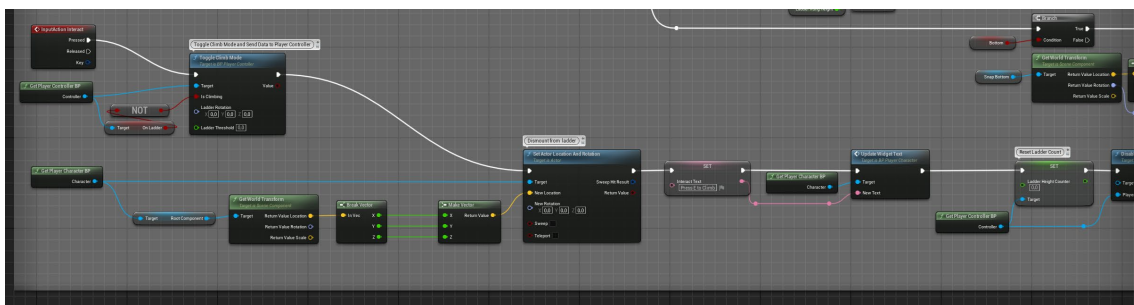 InputAction Interact
Pressed
Released
Key
Get Player Controller BP
Controller
NOT
Target
On Ladder
Toggle Climb Mode and Send Data to Player Controller
Toggle Climb Mode
Target is BP Player Controller
Target
Value
Is Climbing
Ladder Rotation
X 0.0 Y 0.0 Z 0.0
Ladder Threshold 0.0
Get Player Character BP
Character
Target
Root Component
Get World Transform
Target is Scene Component
Target
Return Value Location
Return Value Rotation
Return Value Scale
Break Vector
In Vec
X
Y
Z
Make Vector
X
Return Value
Y
Z
Dismount from ladder
Set Actor Location And Rotation
Target is Actor
Target
Sweep Hit Result
New Location
Return Value
New Rotation
X 0.0 Y 0.0 Z 0.0
Sweep
Teleport
SET
Interact Text
Press E to Climb
Get Player Character BP
Character
Update Widget Text
Target is BP Player Character
Target
New Text
Reset Ladder Count
SET
Ladder Height Counter
0.0
Target
Get Player Controller BP
Controller
Bottom
Branch
True
Condition
False
Snap Bottom
Get World Transform
Target is Scene Component
Target
Return Value Location
Return Value Rotation
Return Value Scale